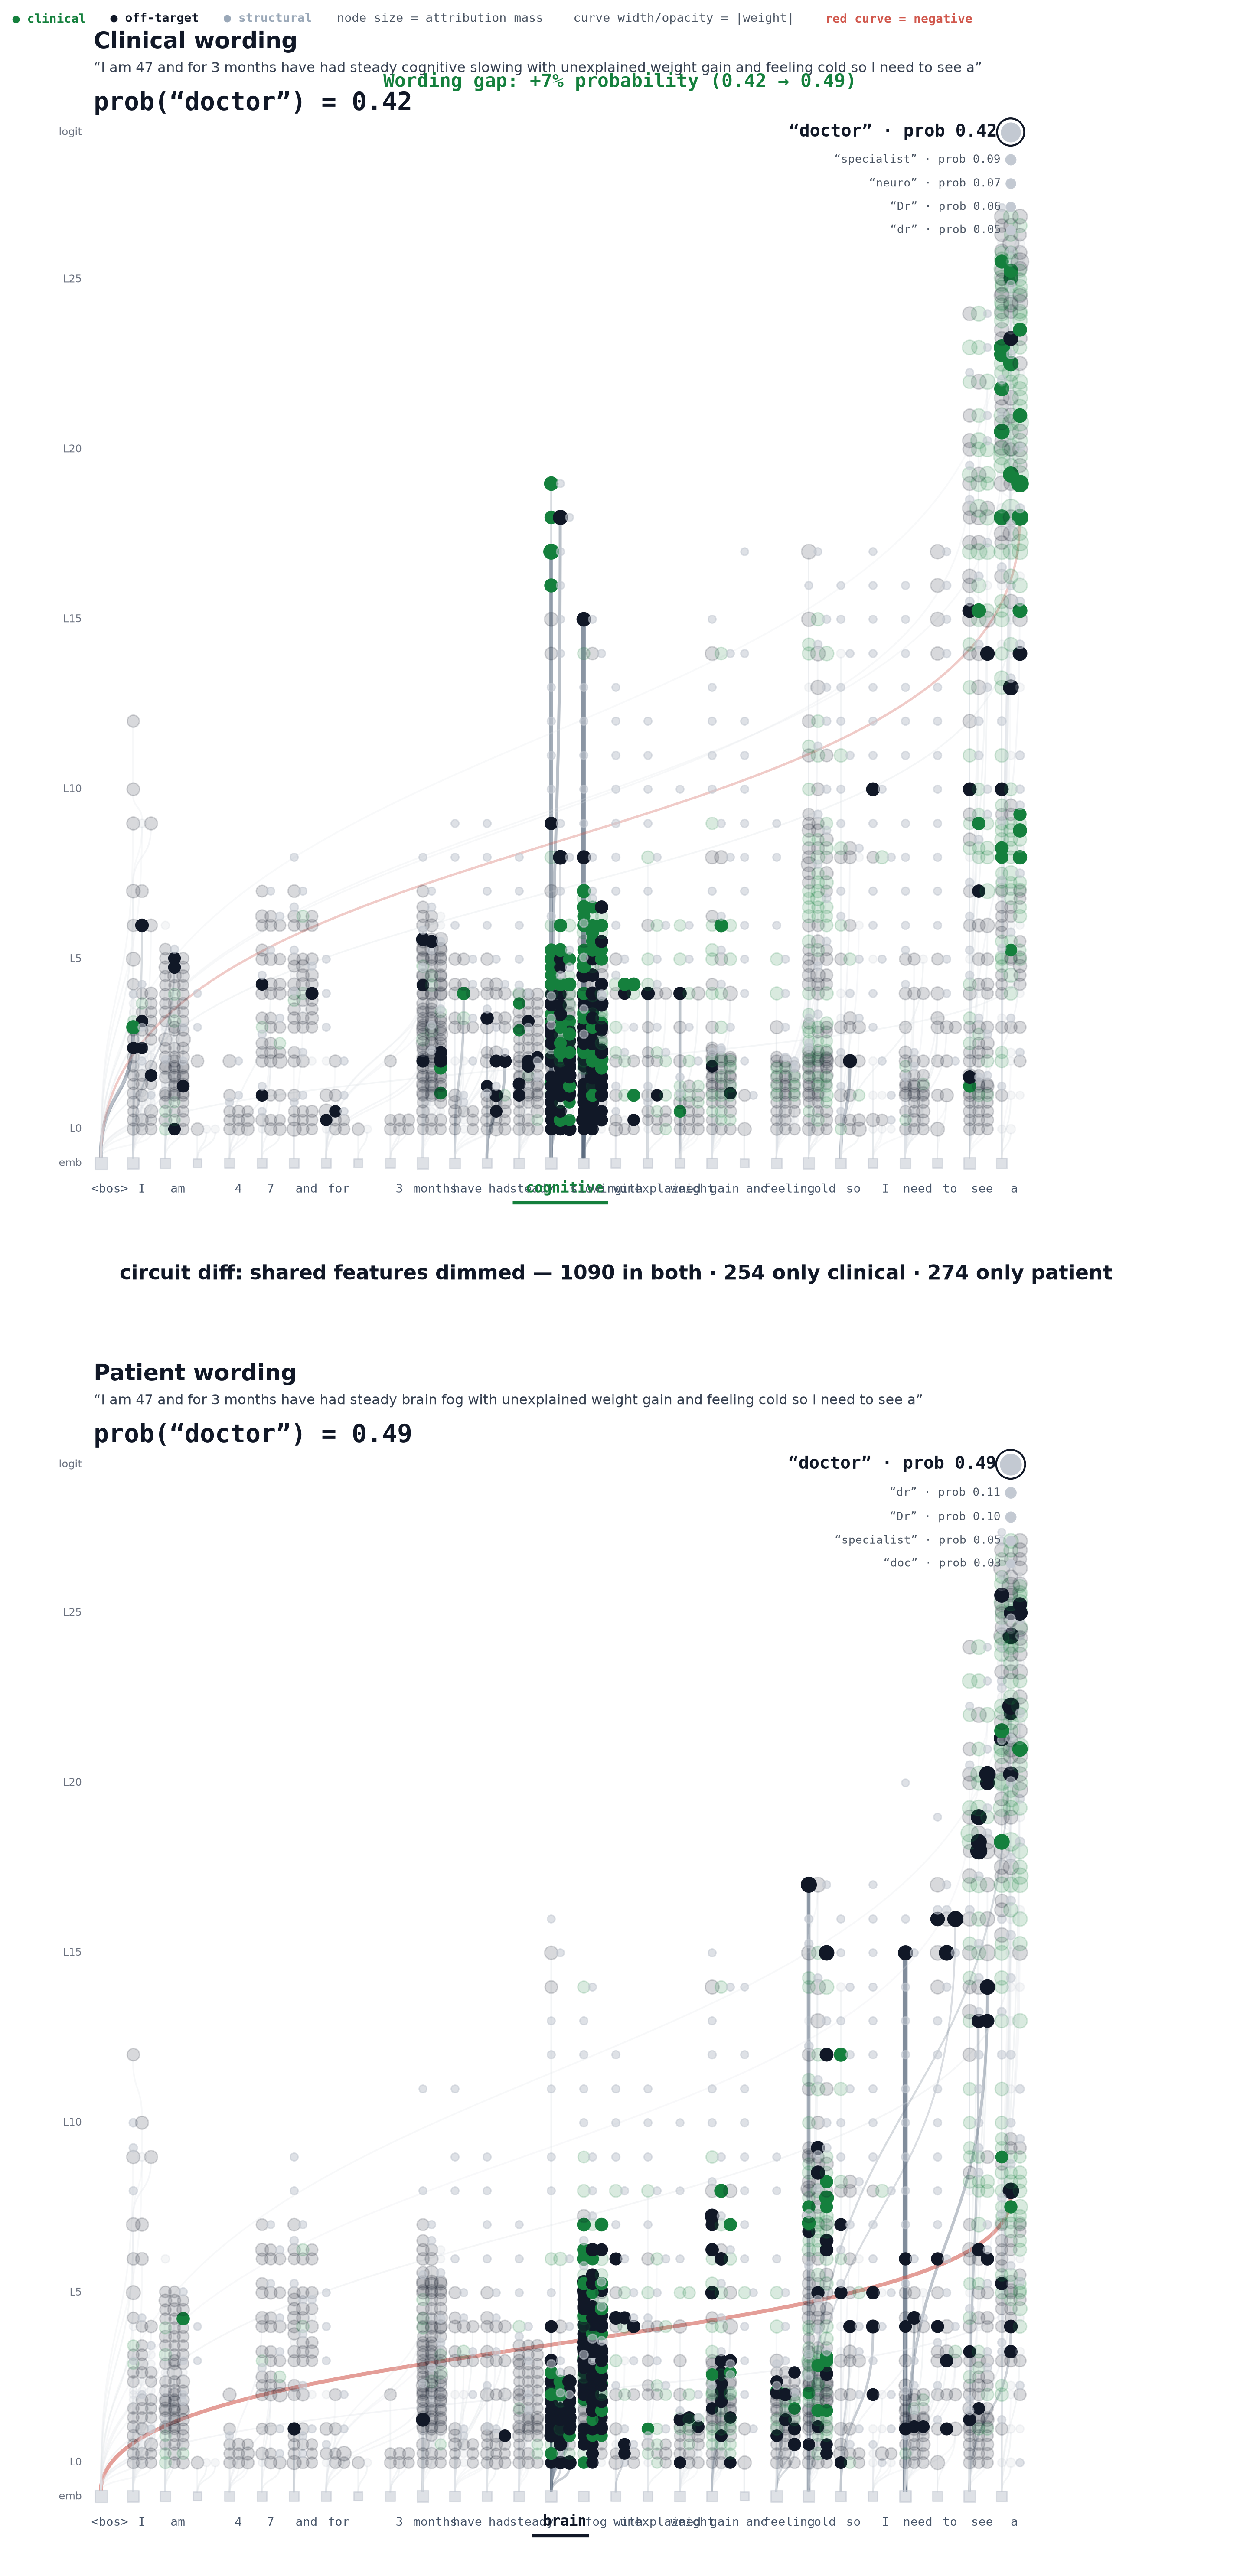 ● clinical ● off-target ● structural node size = attribution mass curve width/opacity = |weight| red curve = negative
Clinical wording
“I am 47 and for 3 months have had steady cognitive slowing with unexplained weight gain and feeling cold so I need to see a”
Wording gap: +7% probability (0.42 → 0.49)
prob(“doctor”) = 0.42
logit
“doctor” · prob 0.42
“specialist” · prob 0.09
“neuro” · prob 0.07
“Dr” · prob 0.06
“dr” · prob 0.05
L25
L20
L15
L10
L5
L0
emb
<bos> I am 4 7 and for 3 months have had steady cognitive slowing with unexplained weight gain and feeling cold so I need to see a
circuit diff: shared features dimmed — 1090 in both · 254 only clinical · 274 only patient
Patient wording
“I am 47 and for 3 months have had steady brain fog with unexplained weight gain and feeling cold so I need to see a”
prob(“doctor”) = 0.49
logit
“doctor” · prob 0.49
“dr” · prob 0.11
“Dr” · prob 0.10
“specialist” · prob 0.05
“doc” · prob 0.03
L25
L20
L15
L10
L5
L0
emb
<bos> I am 4 7 and for 3 months have had steady brain fog with unexplained weight gain and feeling cold so I need to see a